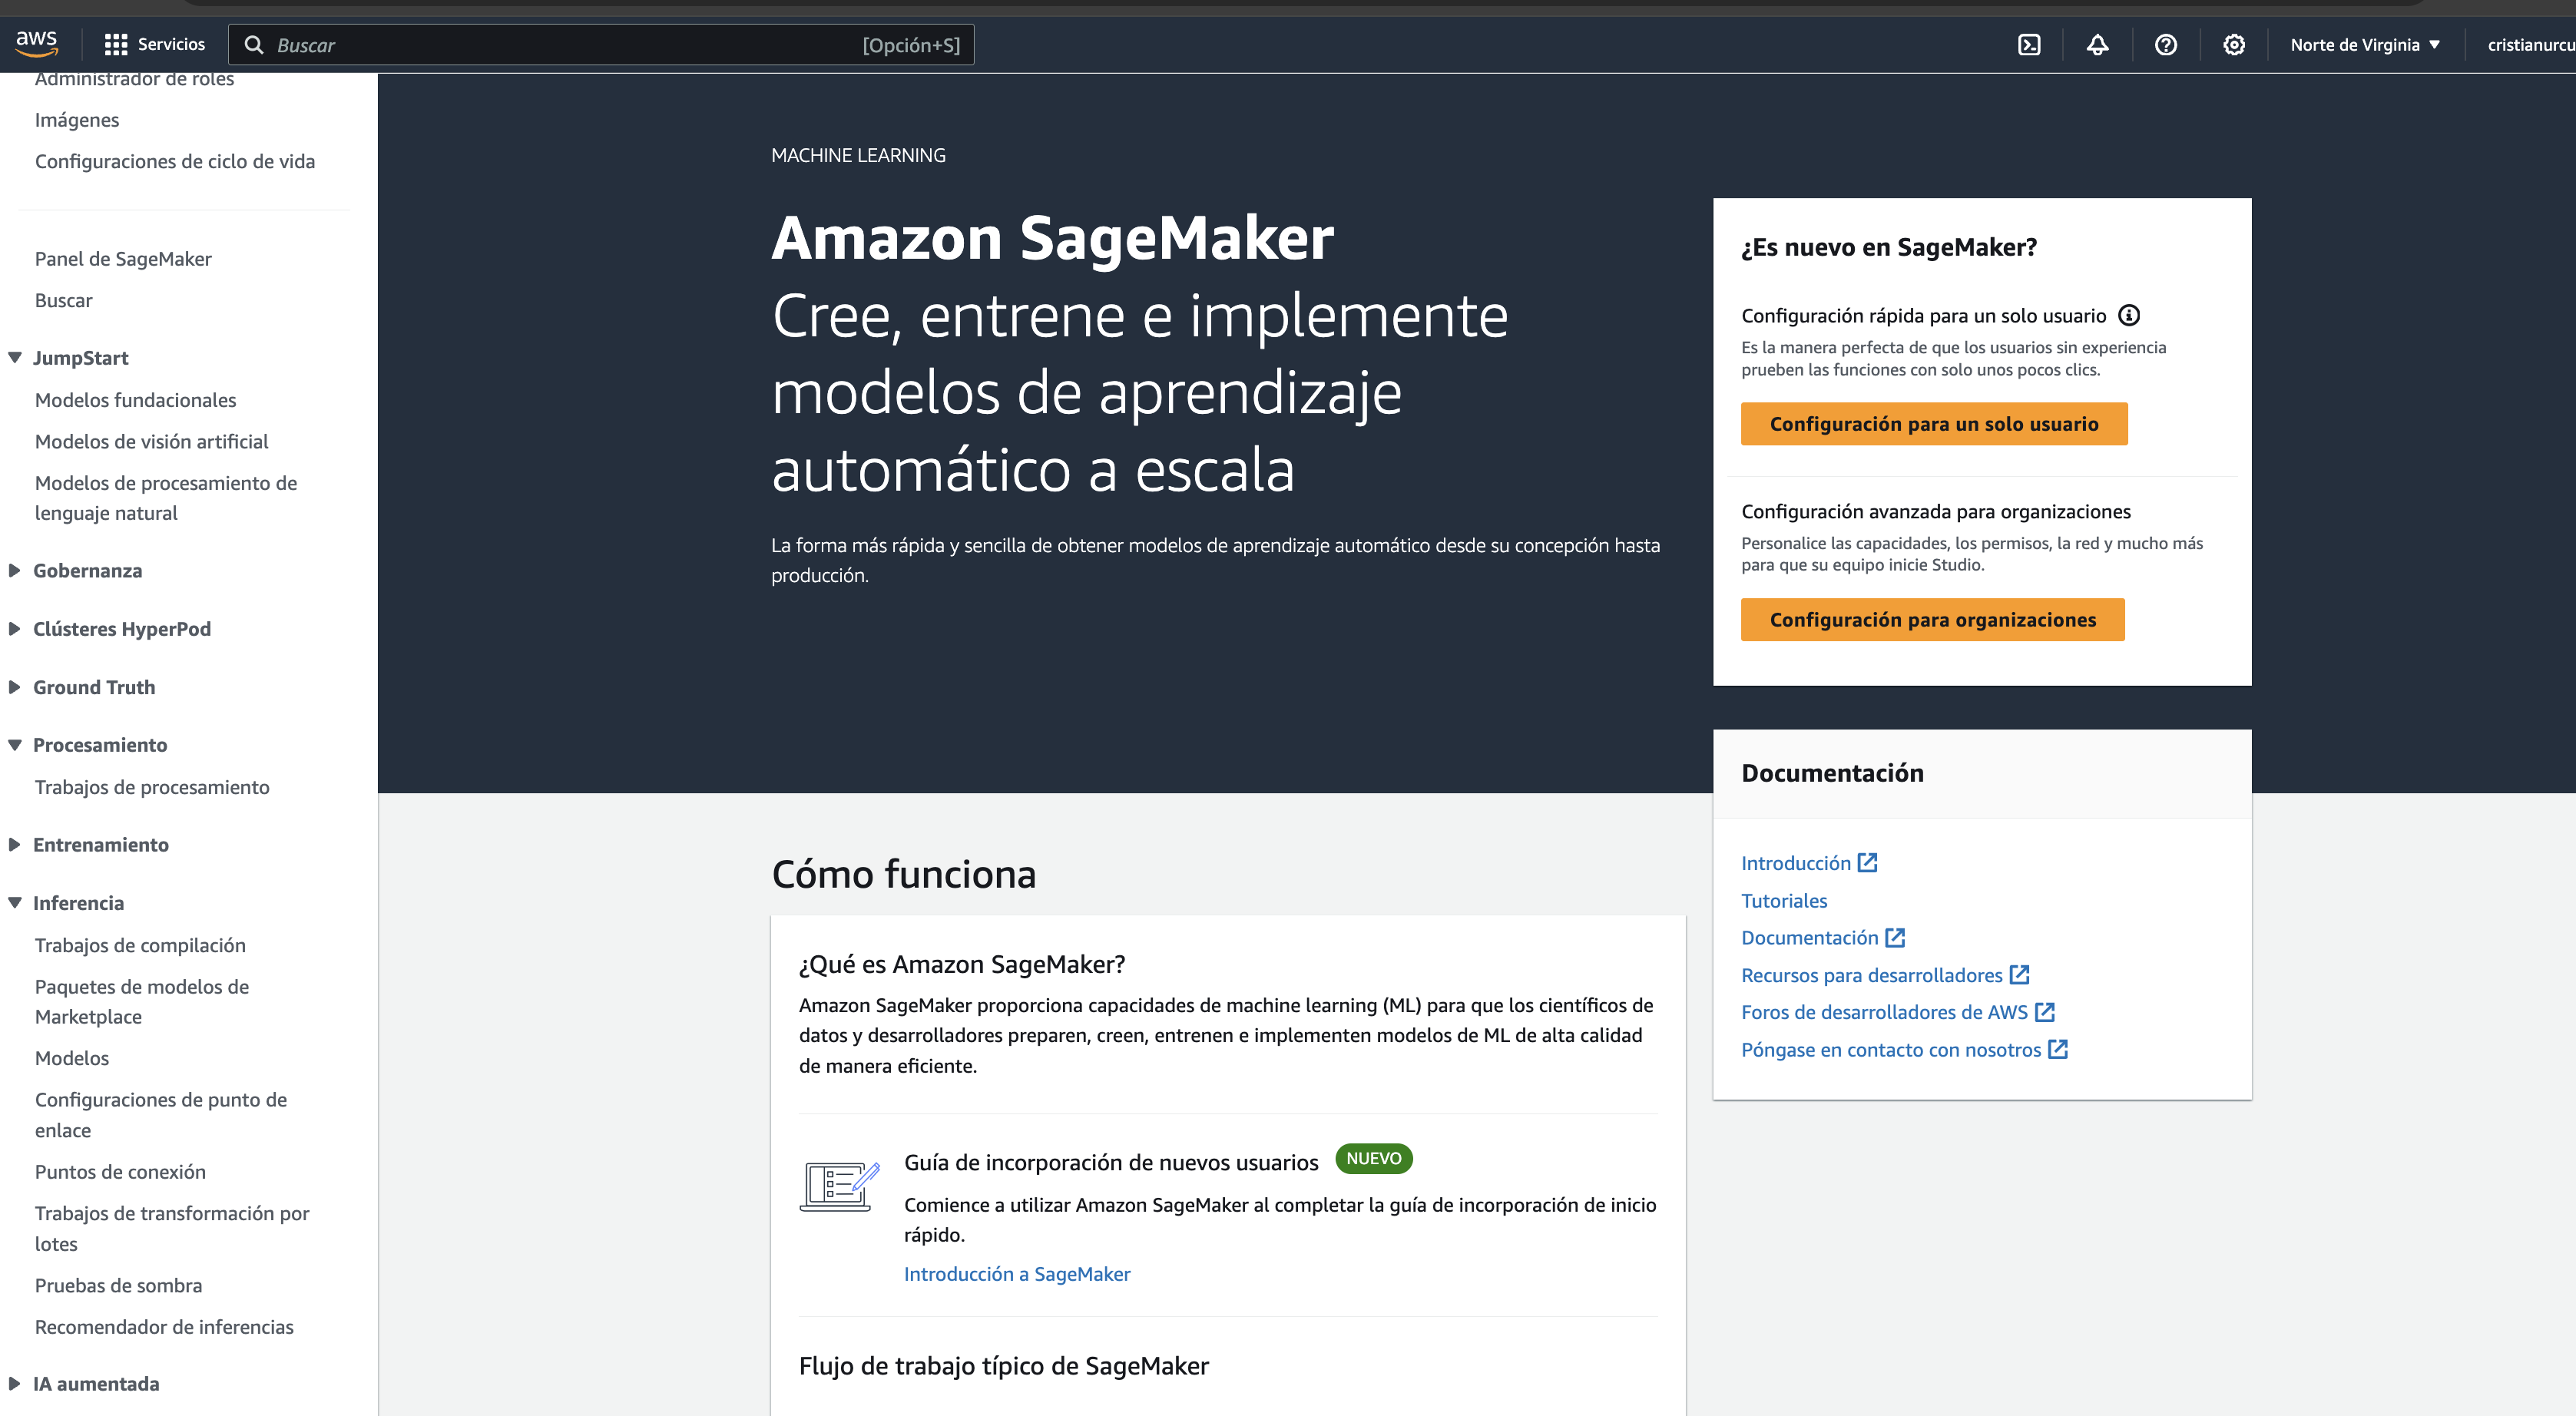 aws
Servicios
Buscar
[Opción+S]
Norte de Virginia
cristianurcu
Administrador de roles
Imágenes
Configuraciones de ciclo de vida
Panel de SageMaker
Buscar
JumpStart
Modelos fundacionales
Modelos de visión artificial
Modelos de procesamiento de
lenguaje natural
Gobernanza
Clústeres HyperPod
Ground Truth
Procesamiento
Trabajos de procesamiento
Entrenamiento
Inferencia
Trabajos de compilación
Paquetes de modelos de
Marketplace
Modelos
Configuraciones de punto de
enlace
Puntos de conexión
Trabajos de transformación por
lotes
Pruebas de sombra
Recomendador de inferencias
IA aumentada
MACHINE LEARNING
Amazon SageMaker
Cree, entrene e implemente
modelos de aprendizaje
automático a escala
La forma más rápida y sencilla de obtener modelos de aprendizaje automático desde su concepción hasta
producción.
¿Es nuevo en SageMaker?
Configuración rápida para un solo usuario
Es la manera perfecta de que los usuarios sin experiencia
prueben las funciones con solo unos pocos clics.
Configuración para un solo usuario
Configuración avanzada para organizaciones
Personalice las capacidades, los permisos, la red y mucho más
para que su equipo inicie Studio.
Configuración para organizaciones
Documentación
Introducción
Tutoriales
Documentación
Recursos para desarrolladores
Foros de desarrolladores de AWS
Póngase en contacto con nosotros
Cómo funciona
¿Qué es Amazon SageMaker?
Amazon SageMaker proporciona capacidades de machine learning (ML) para que los científicos de
datos y desarrolladores preparen, creen, entrenen e implementen modelos de ML de alta calidad
de manera eficiente.
Guía de incorporación de nuevos usuarios NUEVO
Comience a utilizar Amazon SageMaker al completar la guía de incorporación de inicio
rápido.
Introducción a SageMaker
Flujo de trabajo típico de SageMaker